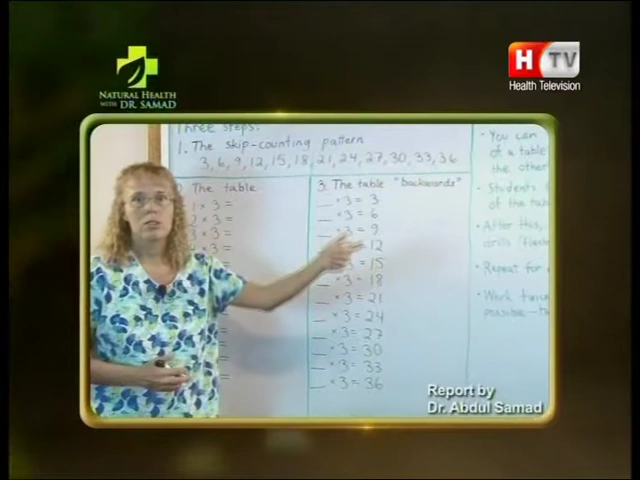 NATURAL HEALTH
WITH DR. SAMAD
H TV
Health Television
Three steps:
1. The skip-counting pattern
3, 6, 9, 12, 15, 18, 21, 24, 27, 30, 33, 36
The table
1 × 3 =
2 × 3 =
3 × 3 =
× 3 =
3. The table "backwards"
__ × 3 = 3
__ × 3 = 6
__ × 3 = 9
12
3 = 15
__ × 3 = 18
__ × 3 = 21
__ × 3 = 24
__ × 3 = 27
__ × 3 = 30
__ × 3 = 33
__ × 3 = 36
• You can
of a table
the other
• Students
of the tab
• After this,
drills (flash
• Repeat for
• Work
possible—
Report by
Dr. Abdul Samad